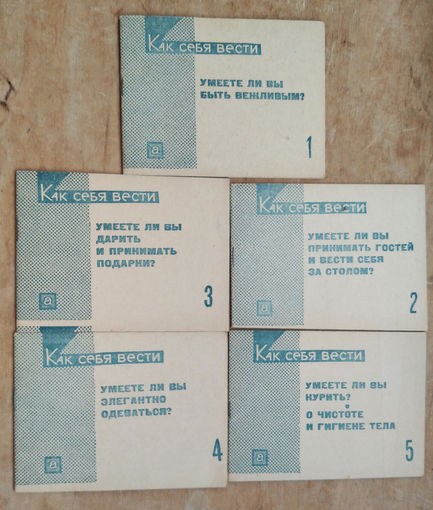 Как себя вести
УМЕЕТЕ ЛИ ВЫ
БЫТЬ ВЕЖЛИВЫМ?
а
1
Как себя вести
УМЕЕТЕ ЛИ ВЫ
ДАРИТЬ
И ПРИНИМАТЬ
ПОДАРКИ?
а
3
Как себя вести
УМЕЕТЕ ЛИ ВЫ
ПРИНИМАТЬ ГОСТЕЙ
И ВЕСТИ СЕБЯ
ЗА СТОЛОМ?
а
2
Как себя вести
УМЕЕТЕ ЛИ ВЫ
ЭЛЕГАНТНО
ОДЕВАТЬСЯ?
а
4
Как себя вести
УМЕЕТЕ ЛИ ВЫ
КУРИТЬ?
О ЧИСТОТЕ
И ГИГИЕНЕ ТЕЛА
а
5